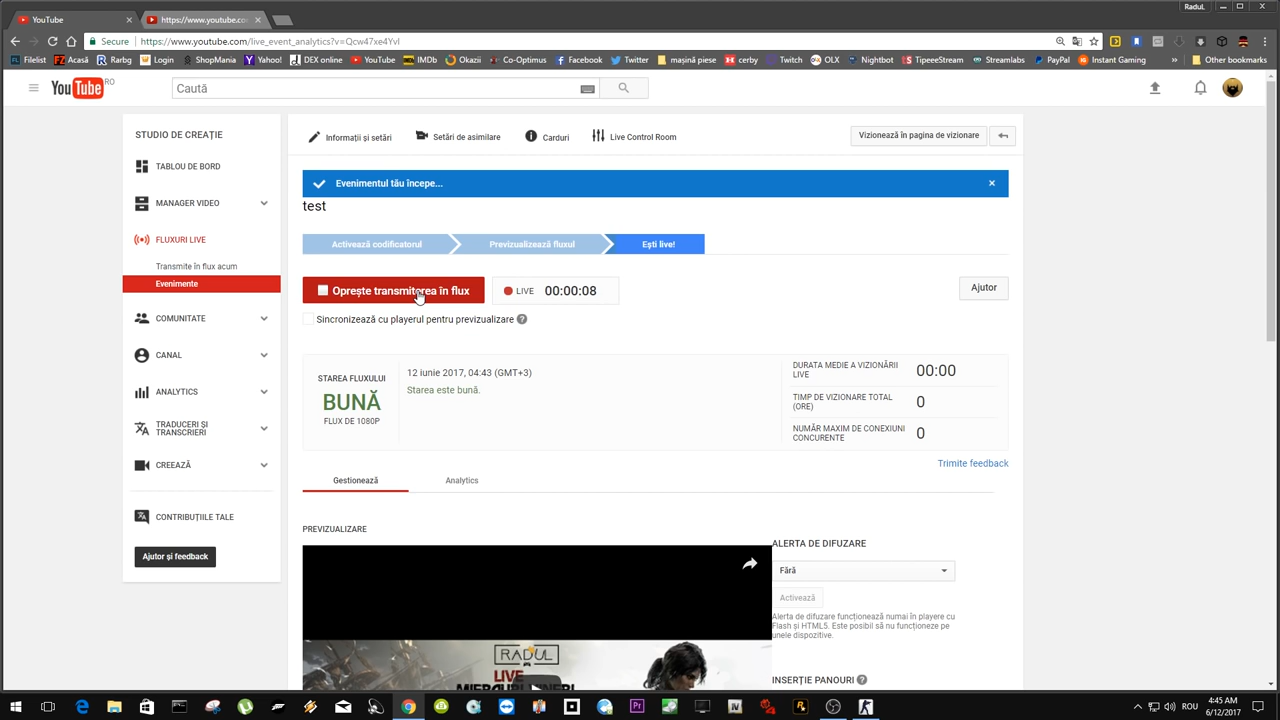 RadulL
YouTube
https://www.youtube.com
Secure
https://www.youtube.com/live_event_analytics?v=Qcw47xe4YvI
Filelist
Acasă
Rarbg
Login
ShopMania
Yahoo!
DEX online
YouTube
IMDb
Okazii
Co-Optimus
Facebook
Twitter
mașină piese
cerby
Twitch
OLX
Nightbot
TipeeeStream
Streamlabs
PayPal
Instant Gaming
»
Other bookmarks
YouTube RO
Caută
STUDIO DE CREAȚIE
TABLOU DE BORD
MANAGER VIDEO
FLUXURI LIVE
Transmite în flux acum
Evenimente
COMUNITATE
CANAL
ANALYTICS
TRADUCERI ȘI
TRANSCRIERI
CREEAZĂ
CONTRIBUȚIILE TALE
Ajutor și feedback
Informații și setări
Setări de asimilare
Carduri
Live Control Room
Vizionează în pagina de vizionare
Evenimentul tău începe...
test
Activează codificatorul
Previzualizează fluxul
Ești live!
Oprește transmiterea în flux
LIVE 00:00:08
Ajutor
Sincronizează cu playerul pentru previzualizare ?
STAREA FLUXULUI
BUNĂ
FLUX DE 1080P
12 iunie 2017, 04:43 (GMT+3)
Starea este bună.
DURATA MEDIE A VIZIONĂRII
LIVE
00:00
TIMP DE VIZIONARE TOTAL
(ORE)
0
NUMĂR MAXIM DE CONEXIUNI
CONCURENTE
0
Trimite feedback
Gestionează
Analytics
PREVIZUALIZARE
RADUL
LIVE
MIERCURI VINERI
ALERTA DE DIFUZARE
Fără
Activează
Alerta de difuzare funcționează numai în playere cu
Flash și HTML5. Este posibil să nu funcționeze pe
unele dispozitive.
INSERȚIE PANOURI ?
ROU
4:45 AM
6/12/2017